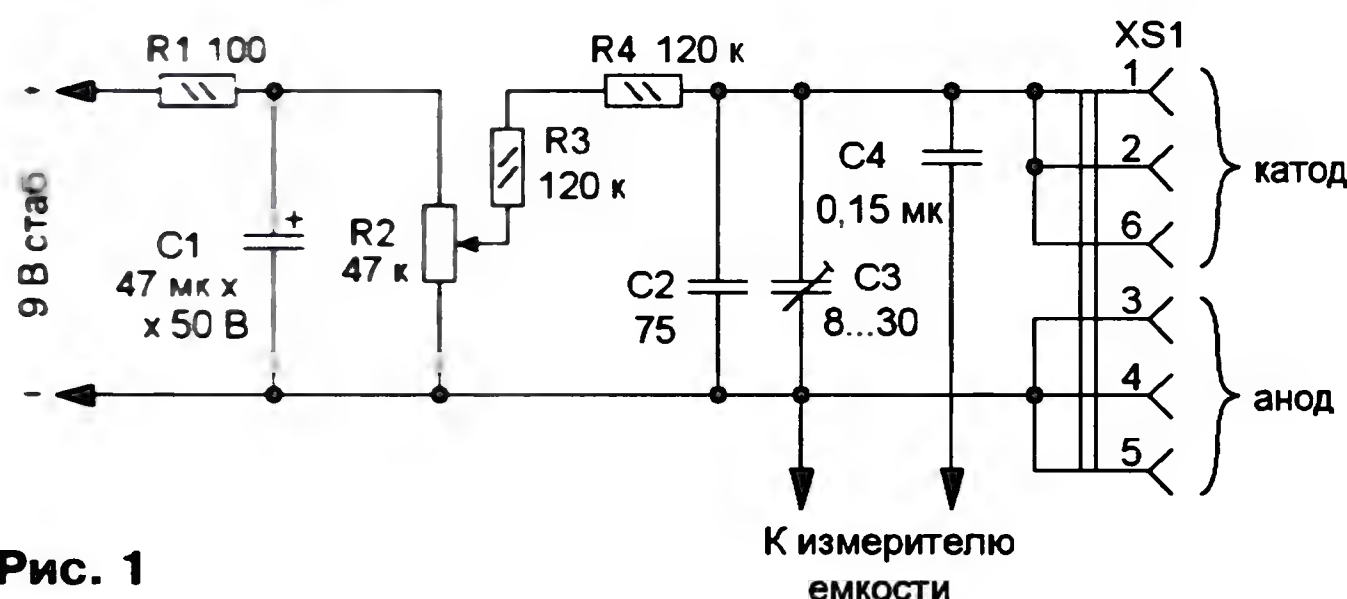 XS1
R1 100
R4 120 к
1
R3
120 к
C4
0,15 мк
2
катод
6
9 В стаб
+
C1
47 мк х
х 50 В
R2
47 к
C2
75
C3
8...30
3
-
4
анод
5
К измерителю
емкости
Рис. 1